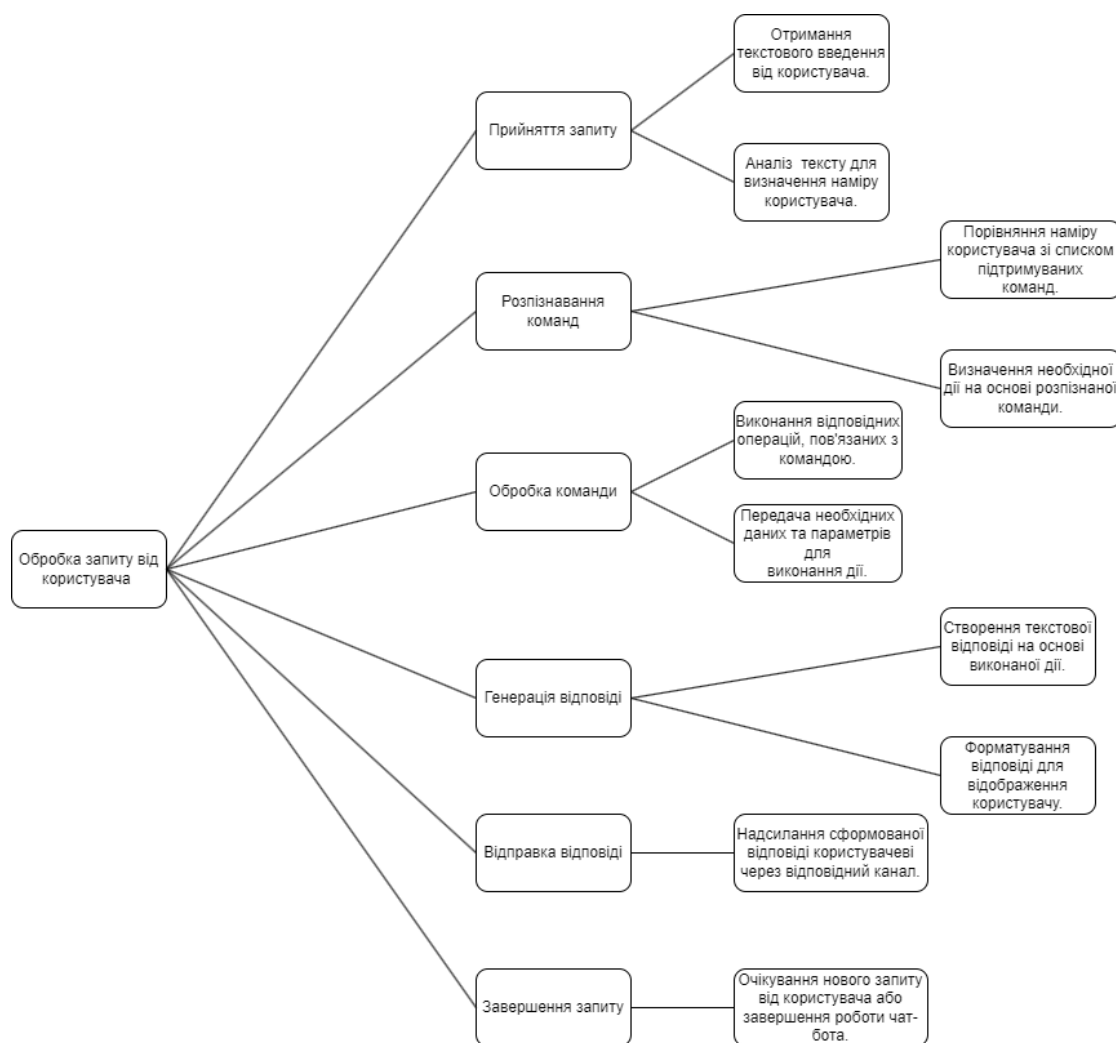 Отримання
текстового введення
від користувача.
Прийняття запиту
Аналіз  тексту для
визначення наміру
користувача.
Порівняння наміру
користувача зі списком
підтримуваних
команд.
Розпізнавання
команд
Визначення необхідної
дії на основі розпізнаної
команди.
Виконання відповідних
операцій, пов'язаних з
командою.
Обробка команди
Передача необхідних
даних та параметрів
для
виконання дії.
Обробка запиту від
користувача
Створення текстової
відповіді на основі
виконаної дії.
Генерація відповіді
Форматування
відповіді для
відображення
користувачу.
Відправка відповіді
Надсилання сформованої
відповіді користувачеві
через відповідний канал.
Завершення запиту
Очікування нового запиту
від користувача або
завершення роботи чат-
бота.